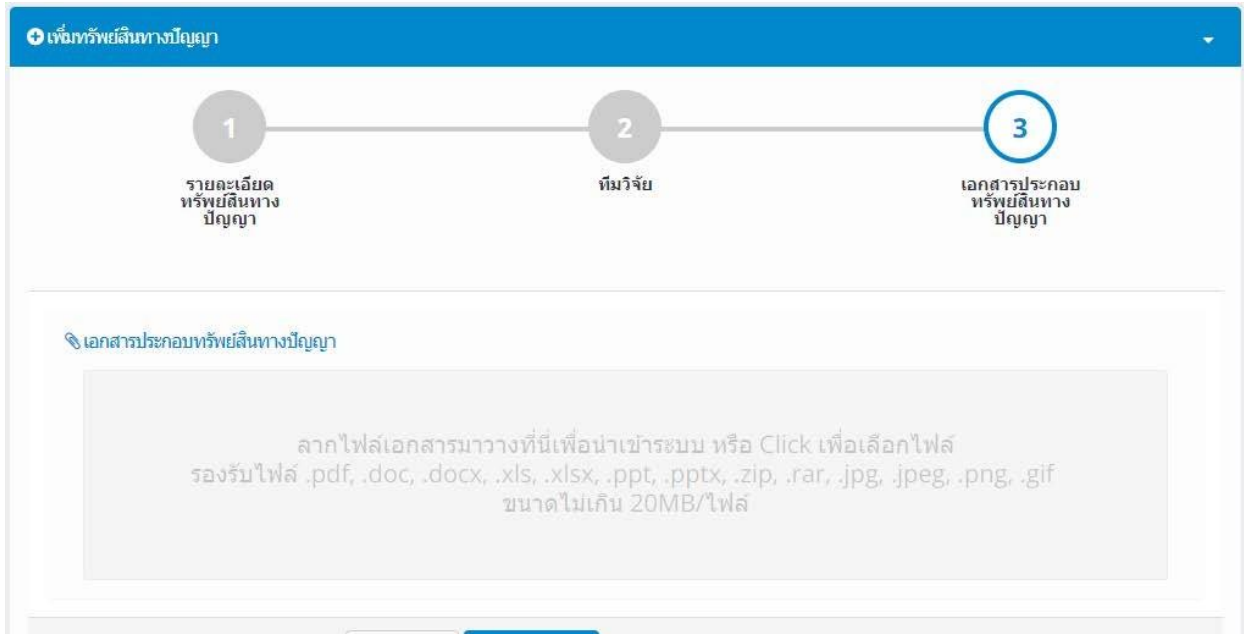 เพิ่มทรัพย์สินทางปัญญา
1
2
3
รายละเอียด
ทรัพย์สินทาง
ปัญญา
ทีมวิจัย
เอกสารประกอบ
ทรัพย์สินทาง
ปัญญา
เอกสารประกอบทรัพย์สินทางปัญญา
ลากไฟล์เอกสารมาวางที่นี่เพื่อนำเข้าระบบ หรือ Click เพื่อเลือกไฟล์
รองรับไฟล์ .pdf, .doc, .docx, .xls, .xlsx, .ppt, .pptx, .zip, .rar, .jpg, .jpeg, .png, .gif
ขนาดไม่เกิน 20MB/ไฟล์